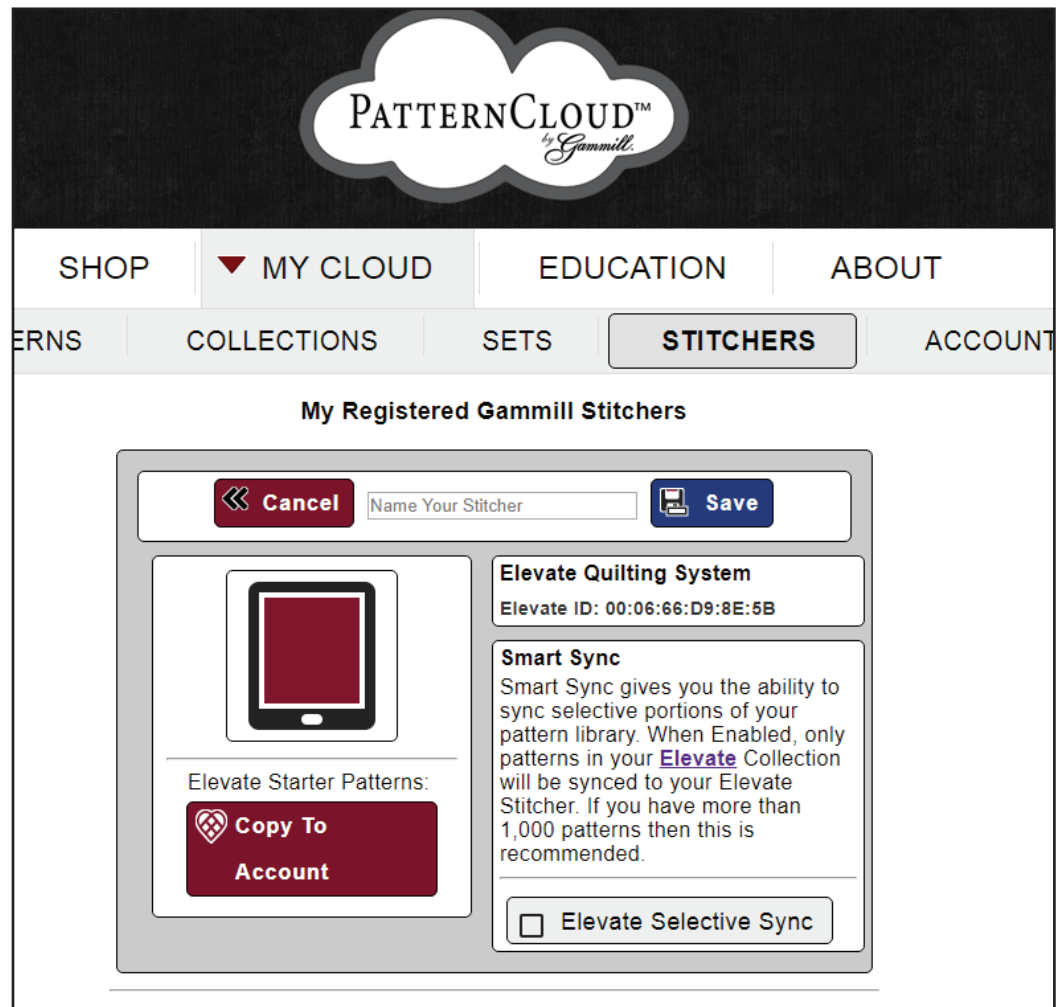 PATTERNCLOUD™
by Gammill.
SHOP MY CLOUD EDUCATION ABOUT
ERNS COLLECTIONS SETS STITCHERS ACCOUNT
My Registered Gammill Stitchers
Cancel Name Your Stitcher Save
Elevate Quilting System
Elevate ID: 00:06:66:D9:8E:5B
Elevate Starter Patterns:
Copy To
Account
Smart Sync
Smart Sync gives you the ability to
sync selective portions of your
pattern library. When Enabled, only
patterns in your Elevate Collection
will be synced to your Elevate
Stitcher. If you have more than
1,000 patterns then this is
recommended.
Elevate Selective Sync